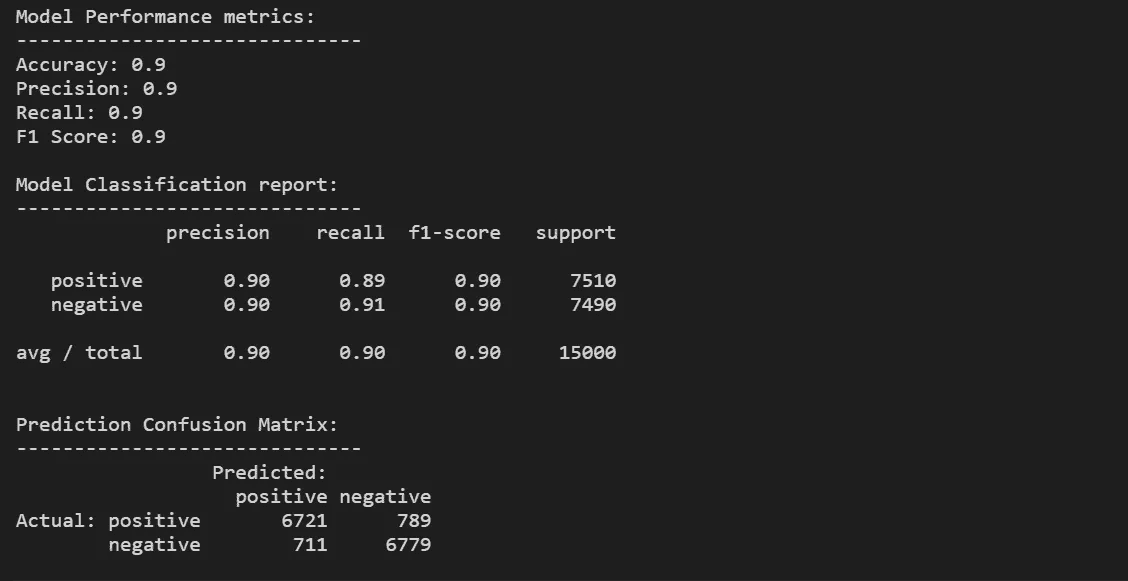 Model Performance metrics:
------------------------------
Accuracy: 0.9
Precision: 0.9
Recall: 0.9
F1 Score: 0.9
Model Classification report:
------------------------------
precision recall f1-score support
positive 0.90 0.89 0.90 7510
negative 0.90 0.91 0.90 7490
avg / total 0.90 0.90 0.90 15000
Prediction Confusion Matrix:
------------------------------
Predicted:
positive negative
Actual: positive 6721 789
negative 711 6779